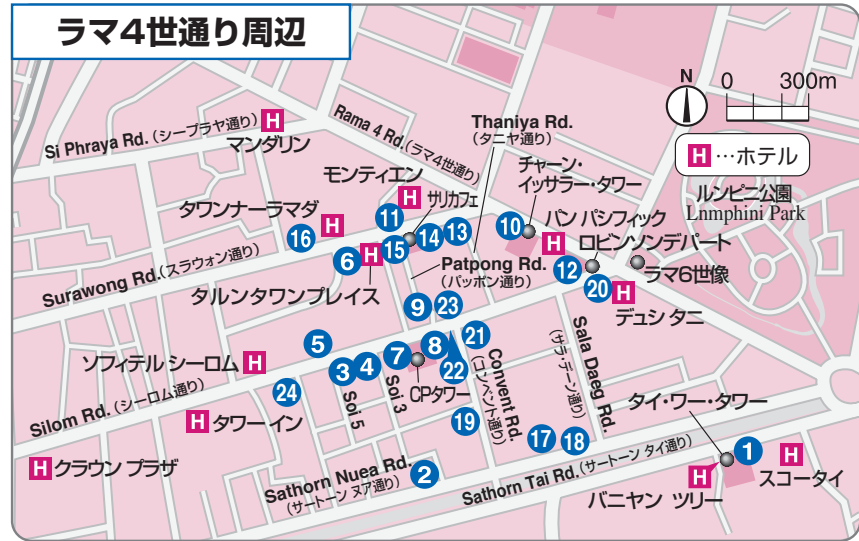 ラマ4世通り周辺
N
0 300m
H…ホテル
Si Phraya Rd.(シープラヤ通り)
H
マンダリン
Rama 4 Rd.(ラマ4世通り)
Thaniya Rd.
(タニヤ通り)
チャーン・
イッサラー・タワー
ルンピニ公園
Lnmphini Park
モンティエン
H
サリカフェ
タワンナーラマダ
H
16
11
15
14
13
10
パン パシフィック
H
ロビンソンデパート
ラマ6世像
12
20
H
デュシ タニ
Surawong Rd.(スラウォン通り)
6
H
タルンタワンプレイス
Patpong Rd.
(パッポン通り)
9
23
ソフィテル シーロム
H
5
3
4
7
8
21
22
CPタワー
Silom Rd.(シーロム通り)
24
Soi 5
Soi 3
Convent Rd.
(コンベント通り)
Sala Daeg Rd.
(サラ・デーン通り)
H
タワー イン
19
17
18
タイ・ワー・タワー
1
H
スコータイ
H
バニヤン ツリー
H
クラウン プラザ
Sathorn Nuea Rd.
(サートーン ヌア通り)
2
Sathorn Tai Rd.(サートーン タイ通り)